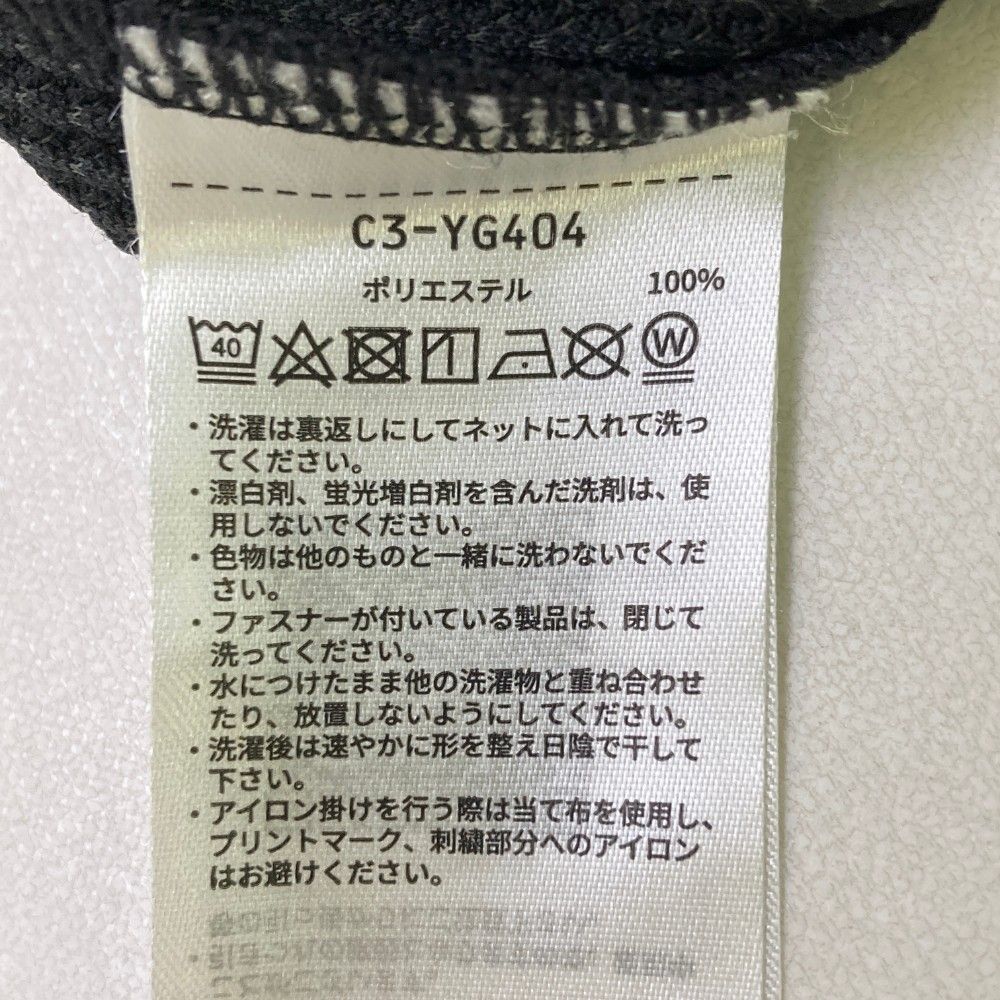 C3-YG404
ポリエステル 100%
40 W
・洗濯は裏返しにしてネットに入れて洗っ
てください。
・漂白剤、蛍光増白剤を含んだ洗剤は、使
用しないでください。
・色物は他のものと一緒に洗わないでくだ
さい。
・ファスナーが付いている製品は、閉じて
洗ってください。
・水につけたまま他の洗濯物と重ね合わせ
たり、放置しないようにしてください。
・洗濯後は速やかに形を整え日陰で干して
下さい。
・アイロン掛けを行う際は当て布を使用し、
プリントマーク、刺繍部分へのアイロン
はお避けください。